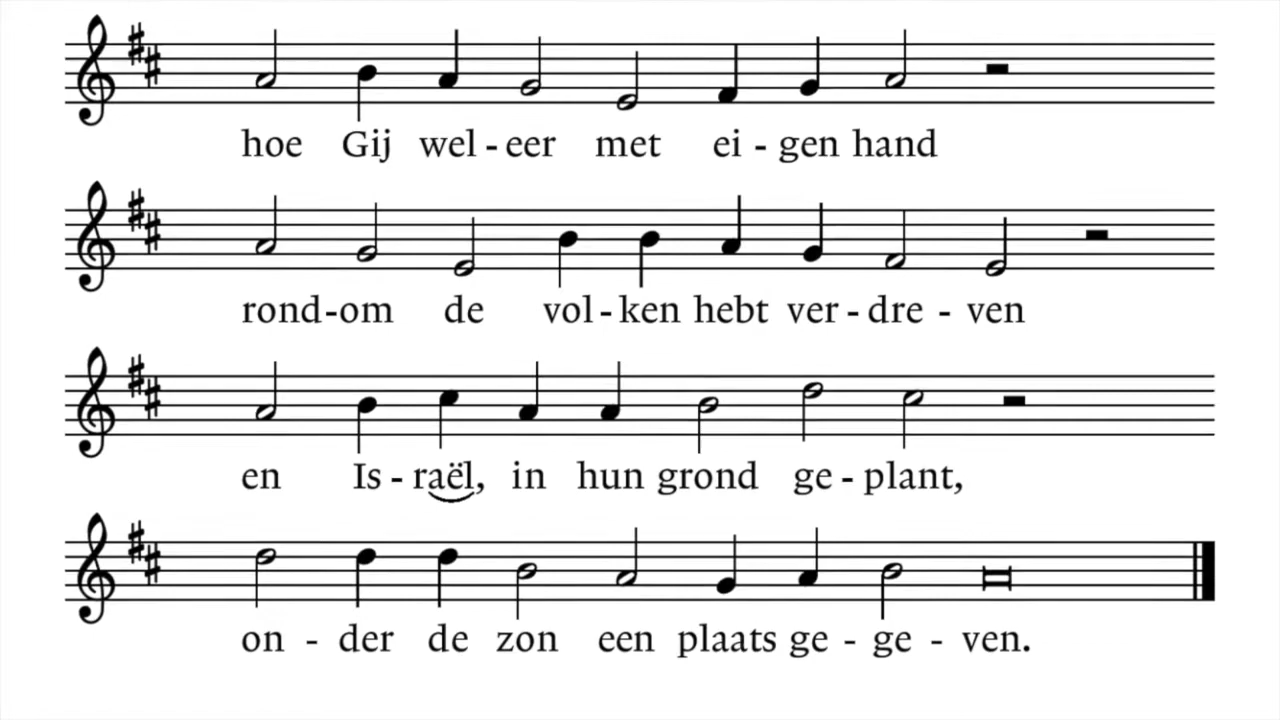 hoe Gij wel - eer met ei - gen hand
rond-om de vol - ken hebt ver - dre - ven
en Is - raël, in hun grond ge - plant,
on - der de zon een plaats ge - ge - ven.